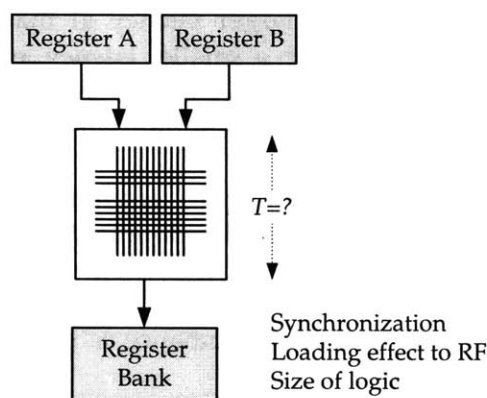 Register A
Register B
T=?
Register
Bank
Synchronization
Loading effect to RF
Size of logic